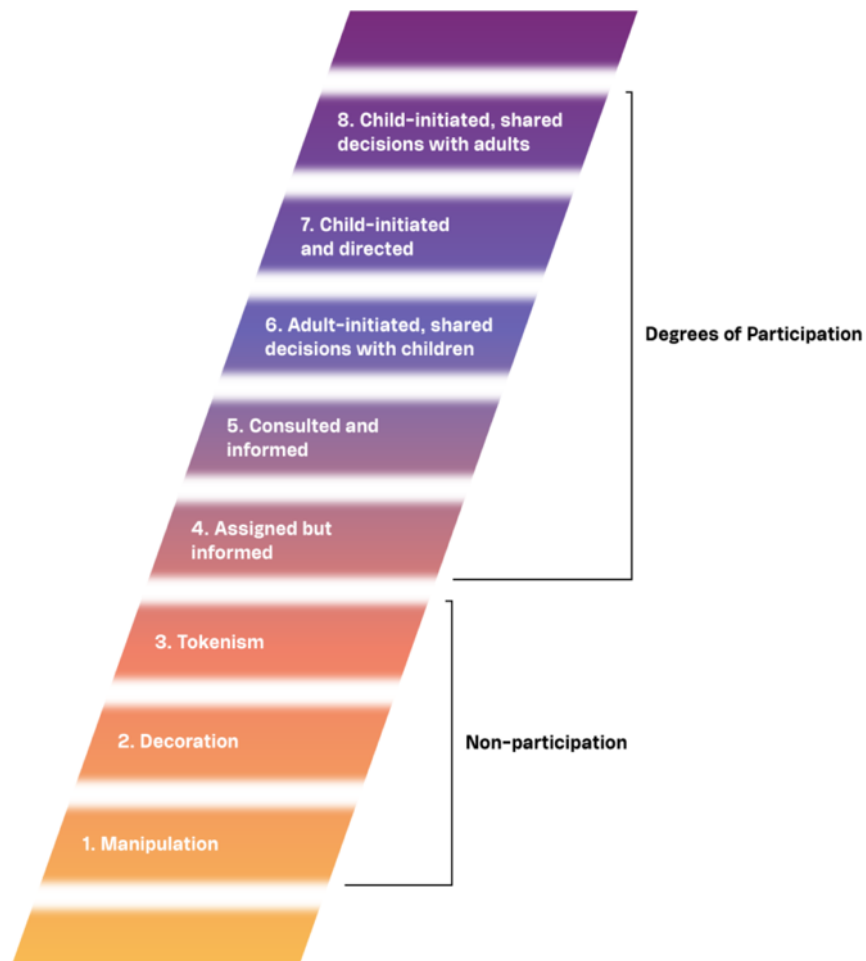 8. Child-initiated, shared
decisions with adults
7. Child-initiated
and directed
6. Adult-initiated, shared
decisions with children
Degrees of Participation
5. Consulted and
informed
4. Assigned but
informed
3. Tokenism
2. Decoration
Non-participation
1. Manipulation